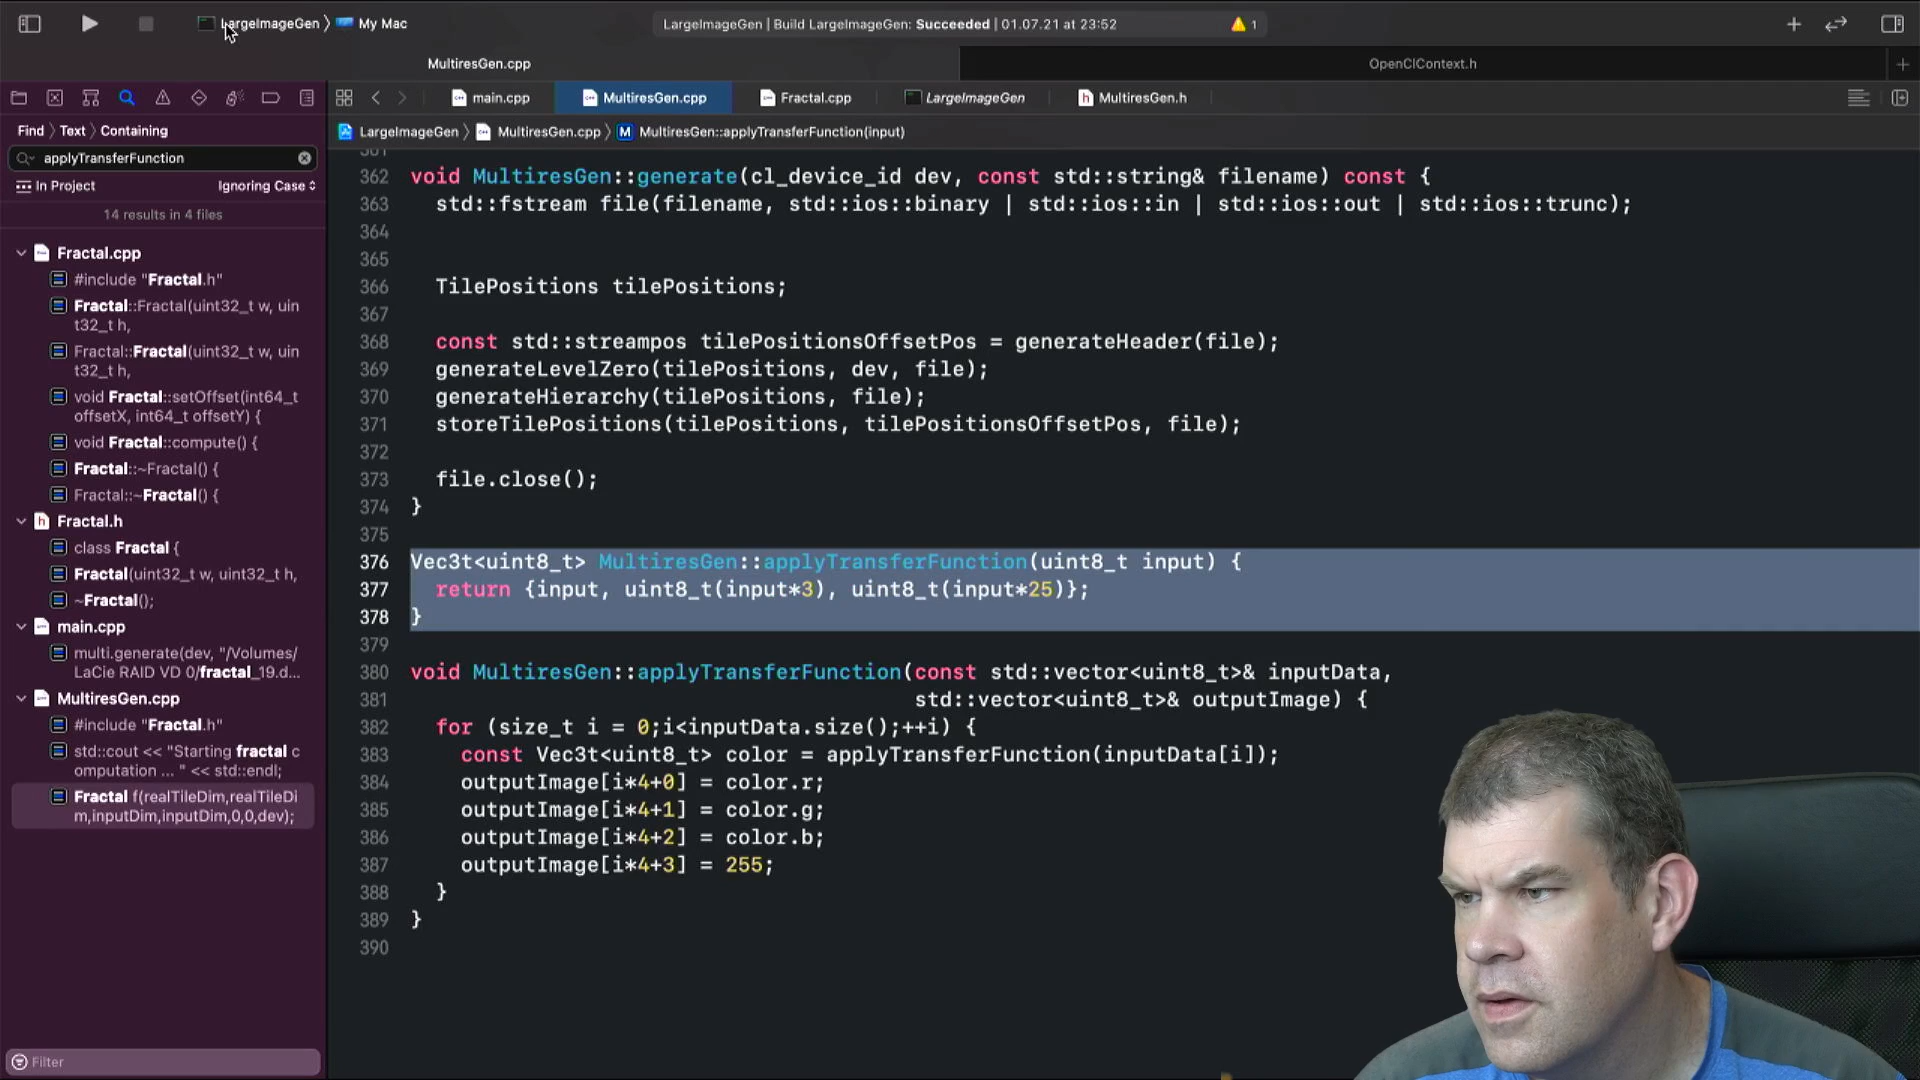 LargeImageGen 〉 My Mac
LargeImageGen | Build LargeImageGen: Succeeded | 01.07.21 at 23:52
1
MultiresGen.cpp
OpenClContext.h
main.cpp
MultiresGen.cpp
Fractal.cpp
LargeImageGen
MultiresGen.h
Find 〉 Text 〉 Containing
LargeImageGen 〉 MultiresGen.cpp 〉 M MultiresGen::applyTransferFunction(input)
applyTransferFunction
In Project
Ignoring Case
14 results in 4 files
Fractal.cpp
#include "Fractal.h"
Fractal::Fractal(uint32_t w, uin
t32_t h,
Fractal::Fractal(uint32_t w, uin
t32_t h,
void Fractal::setOffset(int64_t
offsetX, int64_t offsetY) {
void Fractal::compute() {
Fractal::~Fractal() {
Fractal::~Fractal() {
Fractal.h
class Fractal {
Fractal(uint32_t w, uint32_t h,
~Fractal();
main.cpp
multi.generate(dev, "/Volumes/
LaCie RAID VD 0/fractal_19.d...
MultiresGen.cpp
#include "Fractal.h"
std::cout << "Starting fractal c
omputation ... " << std::endl;
Fractal f(realTileDim,realTileDi
m,inputDim,inputDim,0,0,dev);
Filter
361
362 void MultiresGen::generate(cl_device_id dev, const std::string& filename) const {
363 std::fstream file(filename, std::ios::binary | std::ios::in | std::ios::out | std::ios::trunc);
364
365
366 TilePositions tilePositions;
367
368 const std::streampos tilePositionsOffsetPos = generateHeader(file);
369 generateLevelZero(tilePositions, dev, file);
370 generateHierarchy(tilePositions, file);
371 storeTilePositions(tilePositions, tilePositionsOffsetPos, file);
372
373 file.close();
374 }
375
376 Vec3t<uint8_t> MultiresGen::applyTransferFunction(uint8_t input) {
377 return {input, uint8_t(input*3), uint8_t(input*25)};
378 }
379
380 void MultiresGen::applyTransferFunction(const std::vector<uint8_t>& inputData,
381 std::vector<uint8_t>& outputImage) {
382 for (size_t i = 0;i<inputData.size();++i) {
383 const Vec3t<uint8_t> color = applyTransferFunction(inputData[i]);
384 outputImage[i*4+0] = color.r;
385 outputImage[i*4+1] = color.g;
386 outputImage[i*4+2] = color.b;
387 outputImage[i*4+3] = 255;
388 }
389 }
390